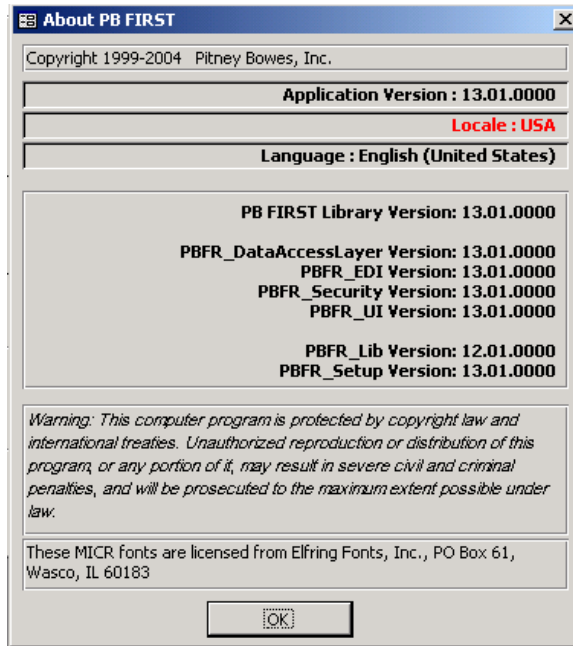 About PB FIRST
Copyright 1999-2004 Pitney Bowes, Inc.
Application Version : 13.01.0000
Locale : USA
Language : English (United States)
PB FIRST Library Version: 13.01.0000
PBFR_DataAccessLayer Version: 13.01.0000
PBFR_EDI Version: 13.01.0000
PBFR_Security Version: 13.01.0000
PBFR_UI Version: 13.01.0000
PBFR_Lib Version: 12.01.0000
PBFR_Setup Version: 13.01.0000
Warning: This computer program is protected by copyright law and
international treaties. Unauthorized reproduction or distribution of this
program, or any portion of it, may result in severe civil and criminal
penalties, and will be prosecuted to the maximum extent possible under
law.
These MICR fonts are licensed from Elfring Fonts, Inc., PO Box 61,
Wasco, IL 60183
OK